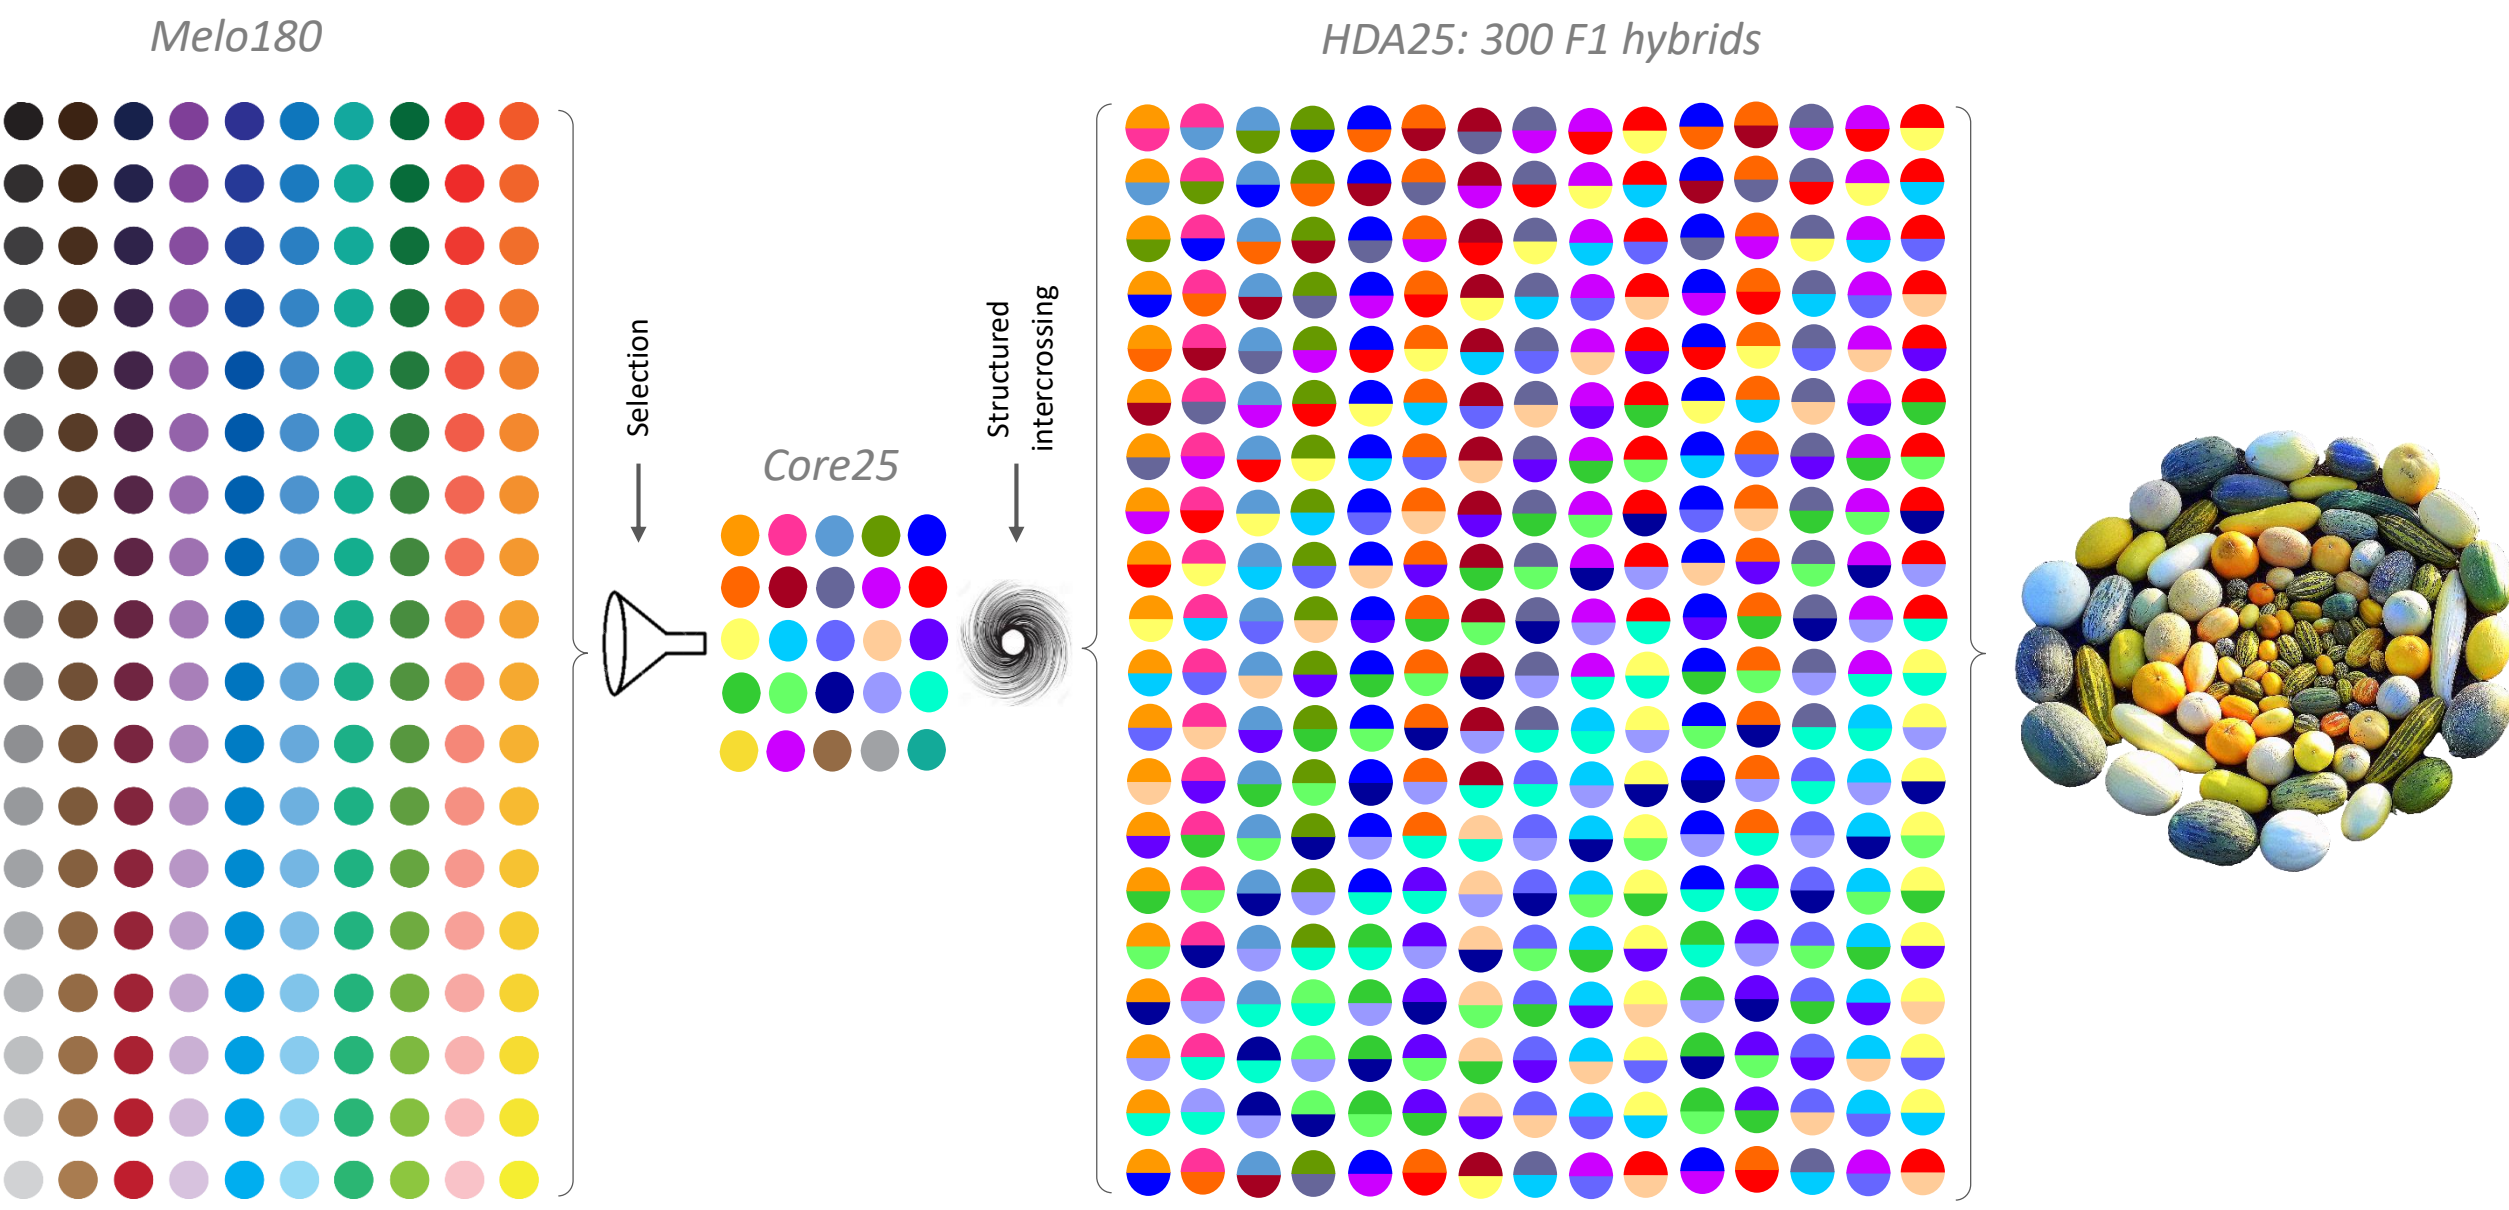 Melo180
HDA25: 300 F1 hybrids
Selection
Structured
intercrossing
Core25